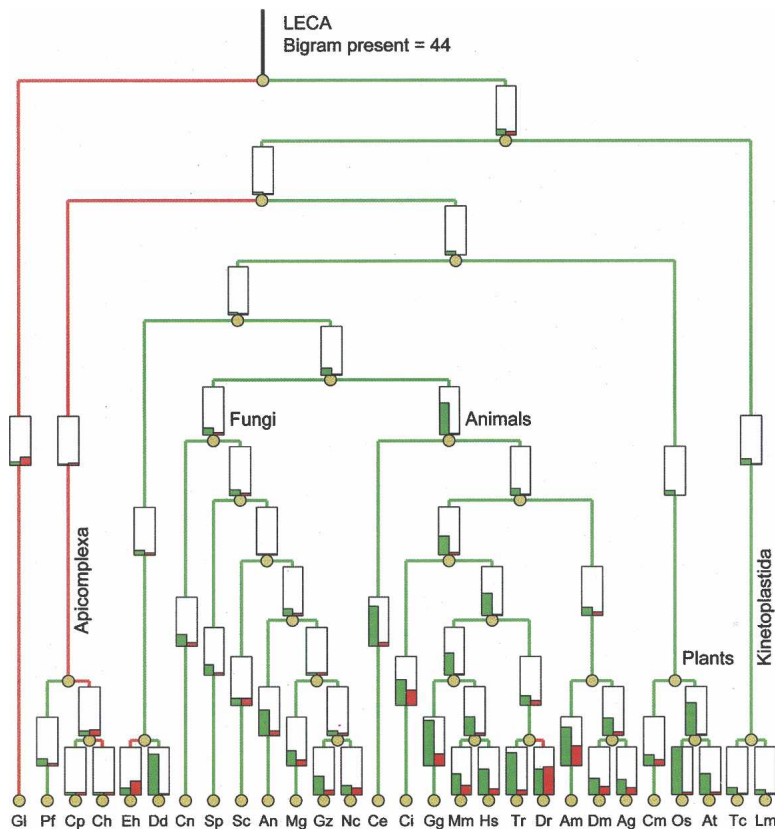 LECA
Bigram present = 44
Fungi
Animals
Apicomplexa
Plants
Kinetoplastida
Gl Pf Cp Ch Eh Dd Cn Sp Sc An Mg Gz Nc Ce Ci Gg Mm Hs Tr Dr Am Dm Ag Cm Os At Tc Lm